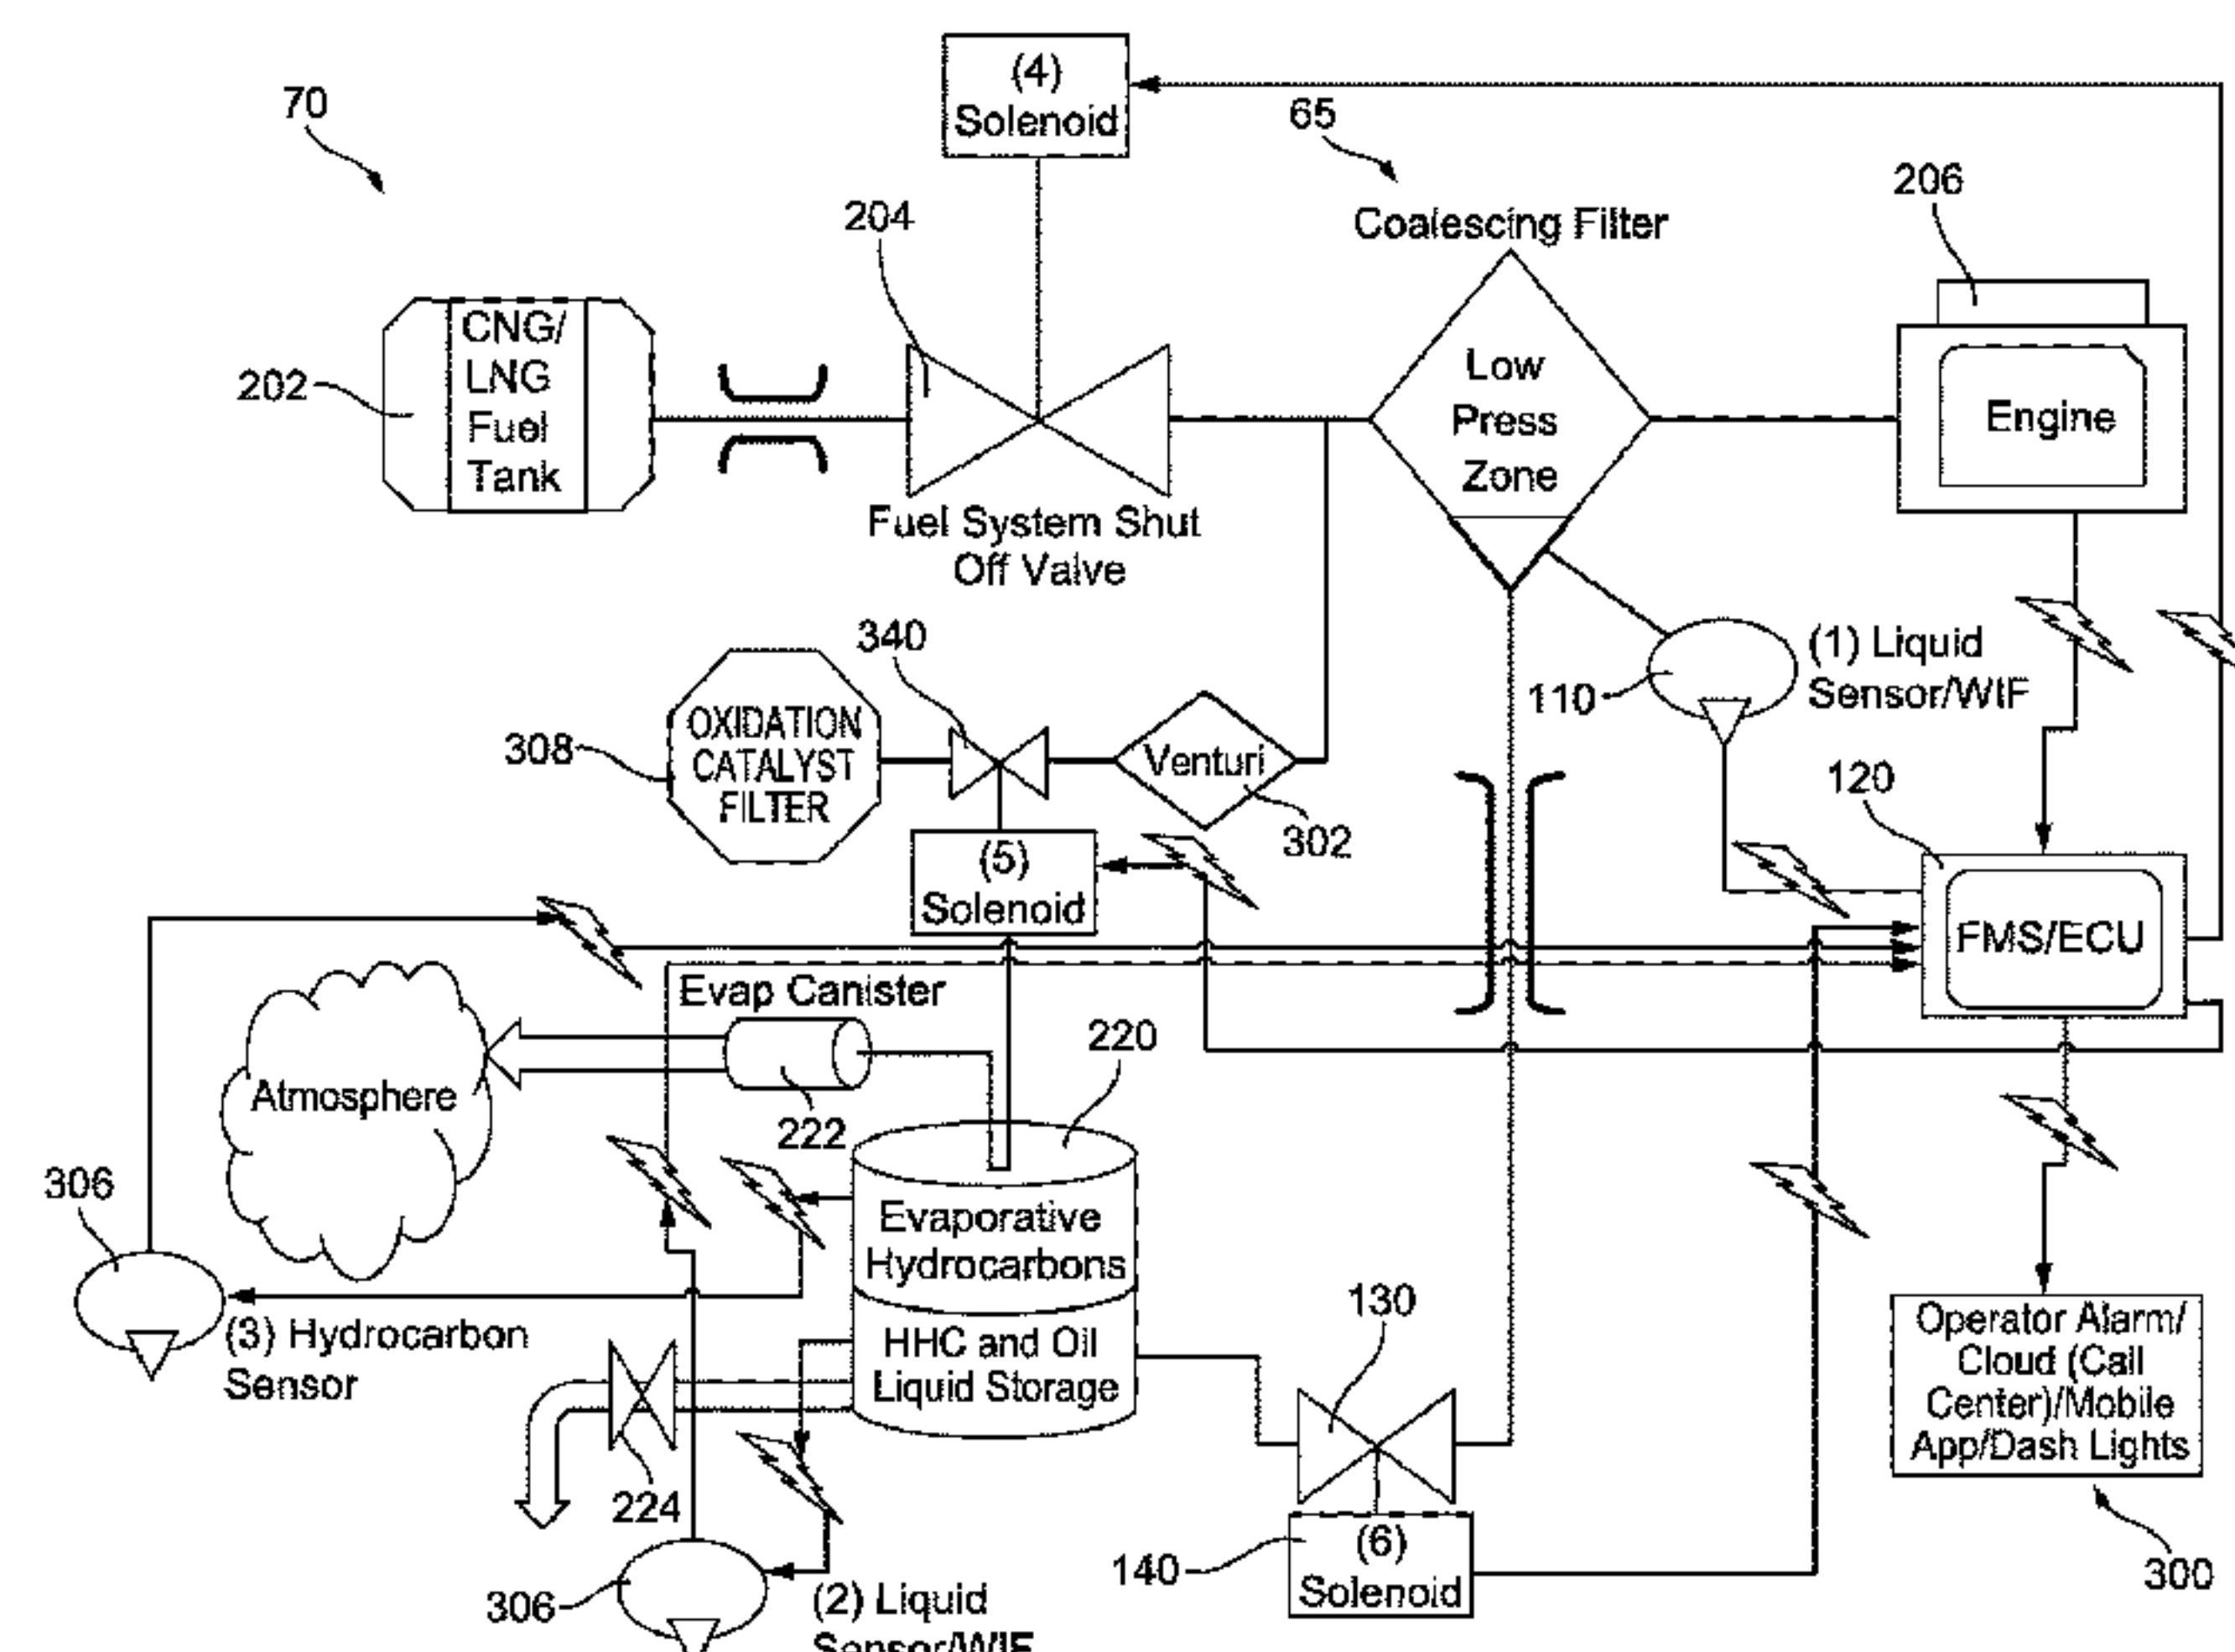 70
(4)
Solenoid
65
206
204
Coalescing Filter
202
CNG/
LNG
Fuel
Tank
Low
Press
Zone
Engine
Fuel System Shut
Off Valve
340
308
OXIDATION
CATALYST
FILTER
Venturi
302
110
(1) Liquid
Sensor/WIF
120
(5)
Solenoid
FMS/ECU
Evap Canister
Atmosphere
222
220
306
Evaporative
Hydrocarbons
(3) Hydrocarbon
Sensor
HHC and Oil
Liquid Storage
130
Operator Alarm/
Cloud (Call
Center)/Mobile
App/Dash Lights
224
140
(6)
Solenoid
300
306
(2) Liquid
Sensor/WIF